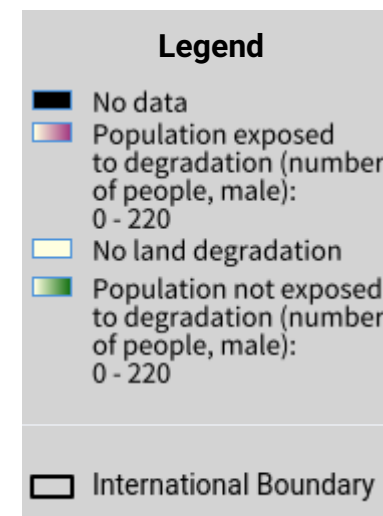 Legend
No data
Population exposed
to degradation (number
of people, male):
0 - 220
No land degradation
Population not exposed
to degradation (number
of people, male):
0 - 220
International Boundary